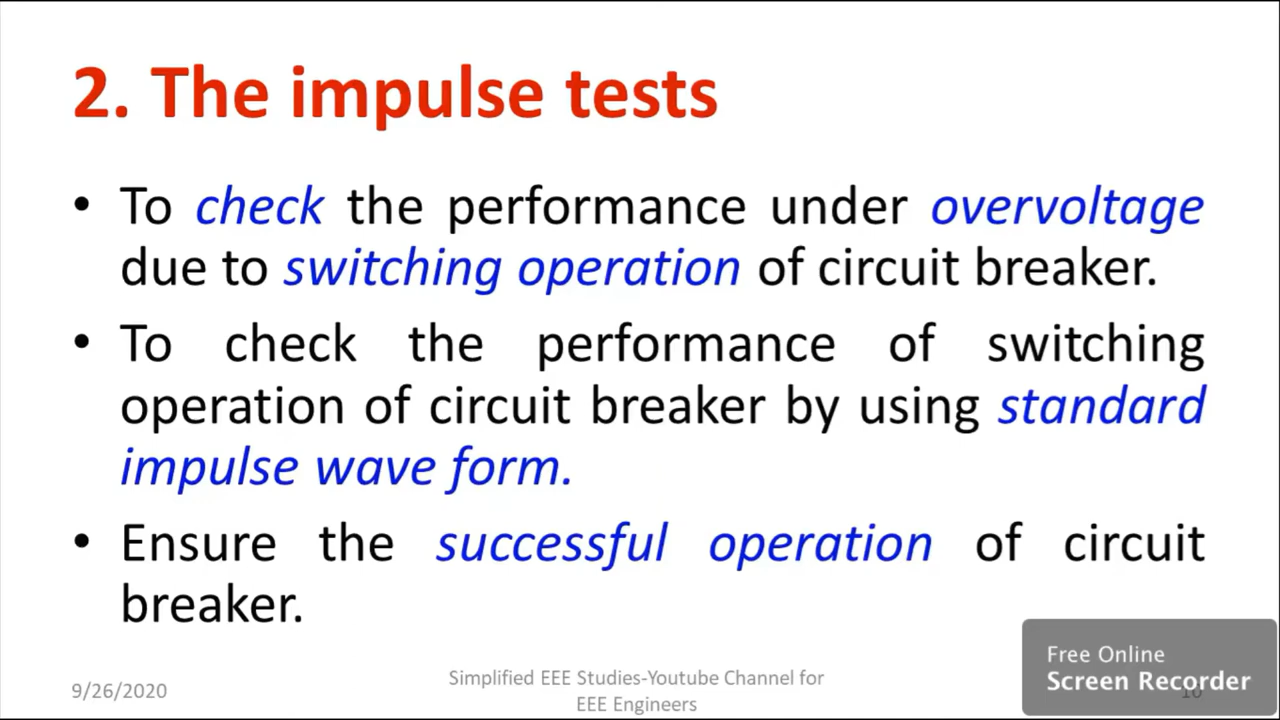 2. The impulse tests
• To check the performance under overvoltage
due to switching operation of circuit breaker.
• To check the performance of switching
operation of circuit breaker by using standard
impulse wave form.
• Ensure the successful operation of circuit
breaker.
9/26/2020
Simplified EEE Studies-Youtube Channel for
EEE Engineers
Free Online
Screen Recorder